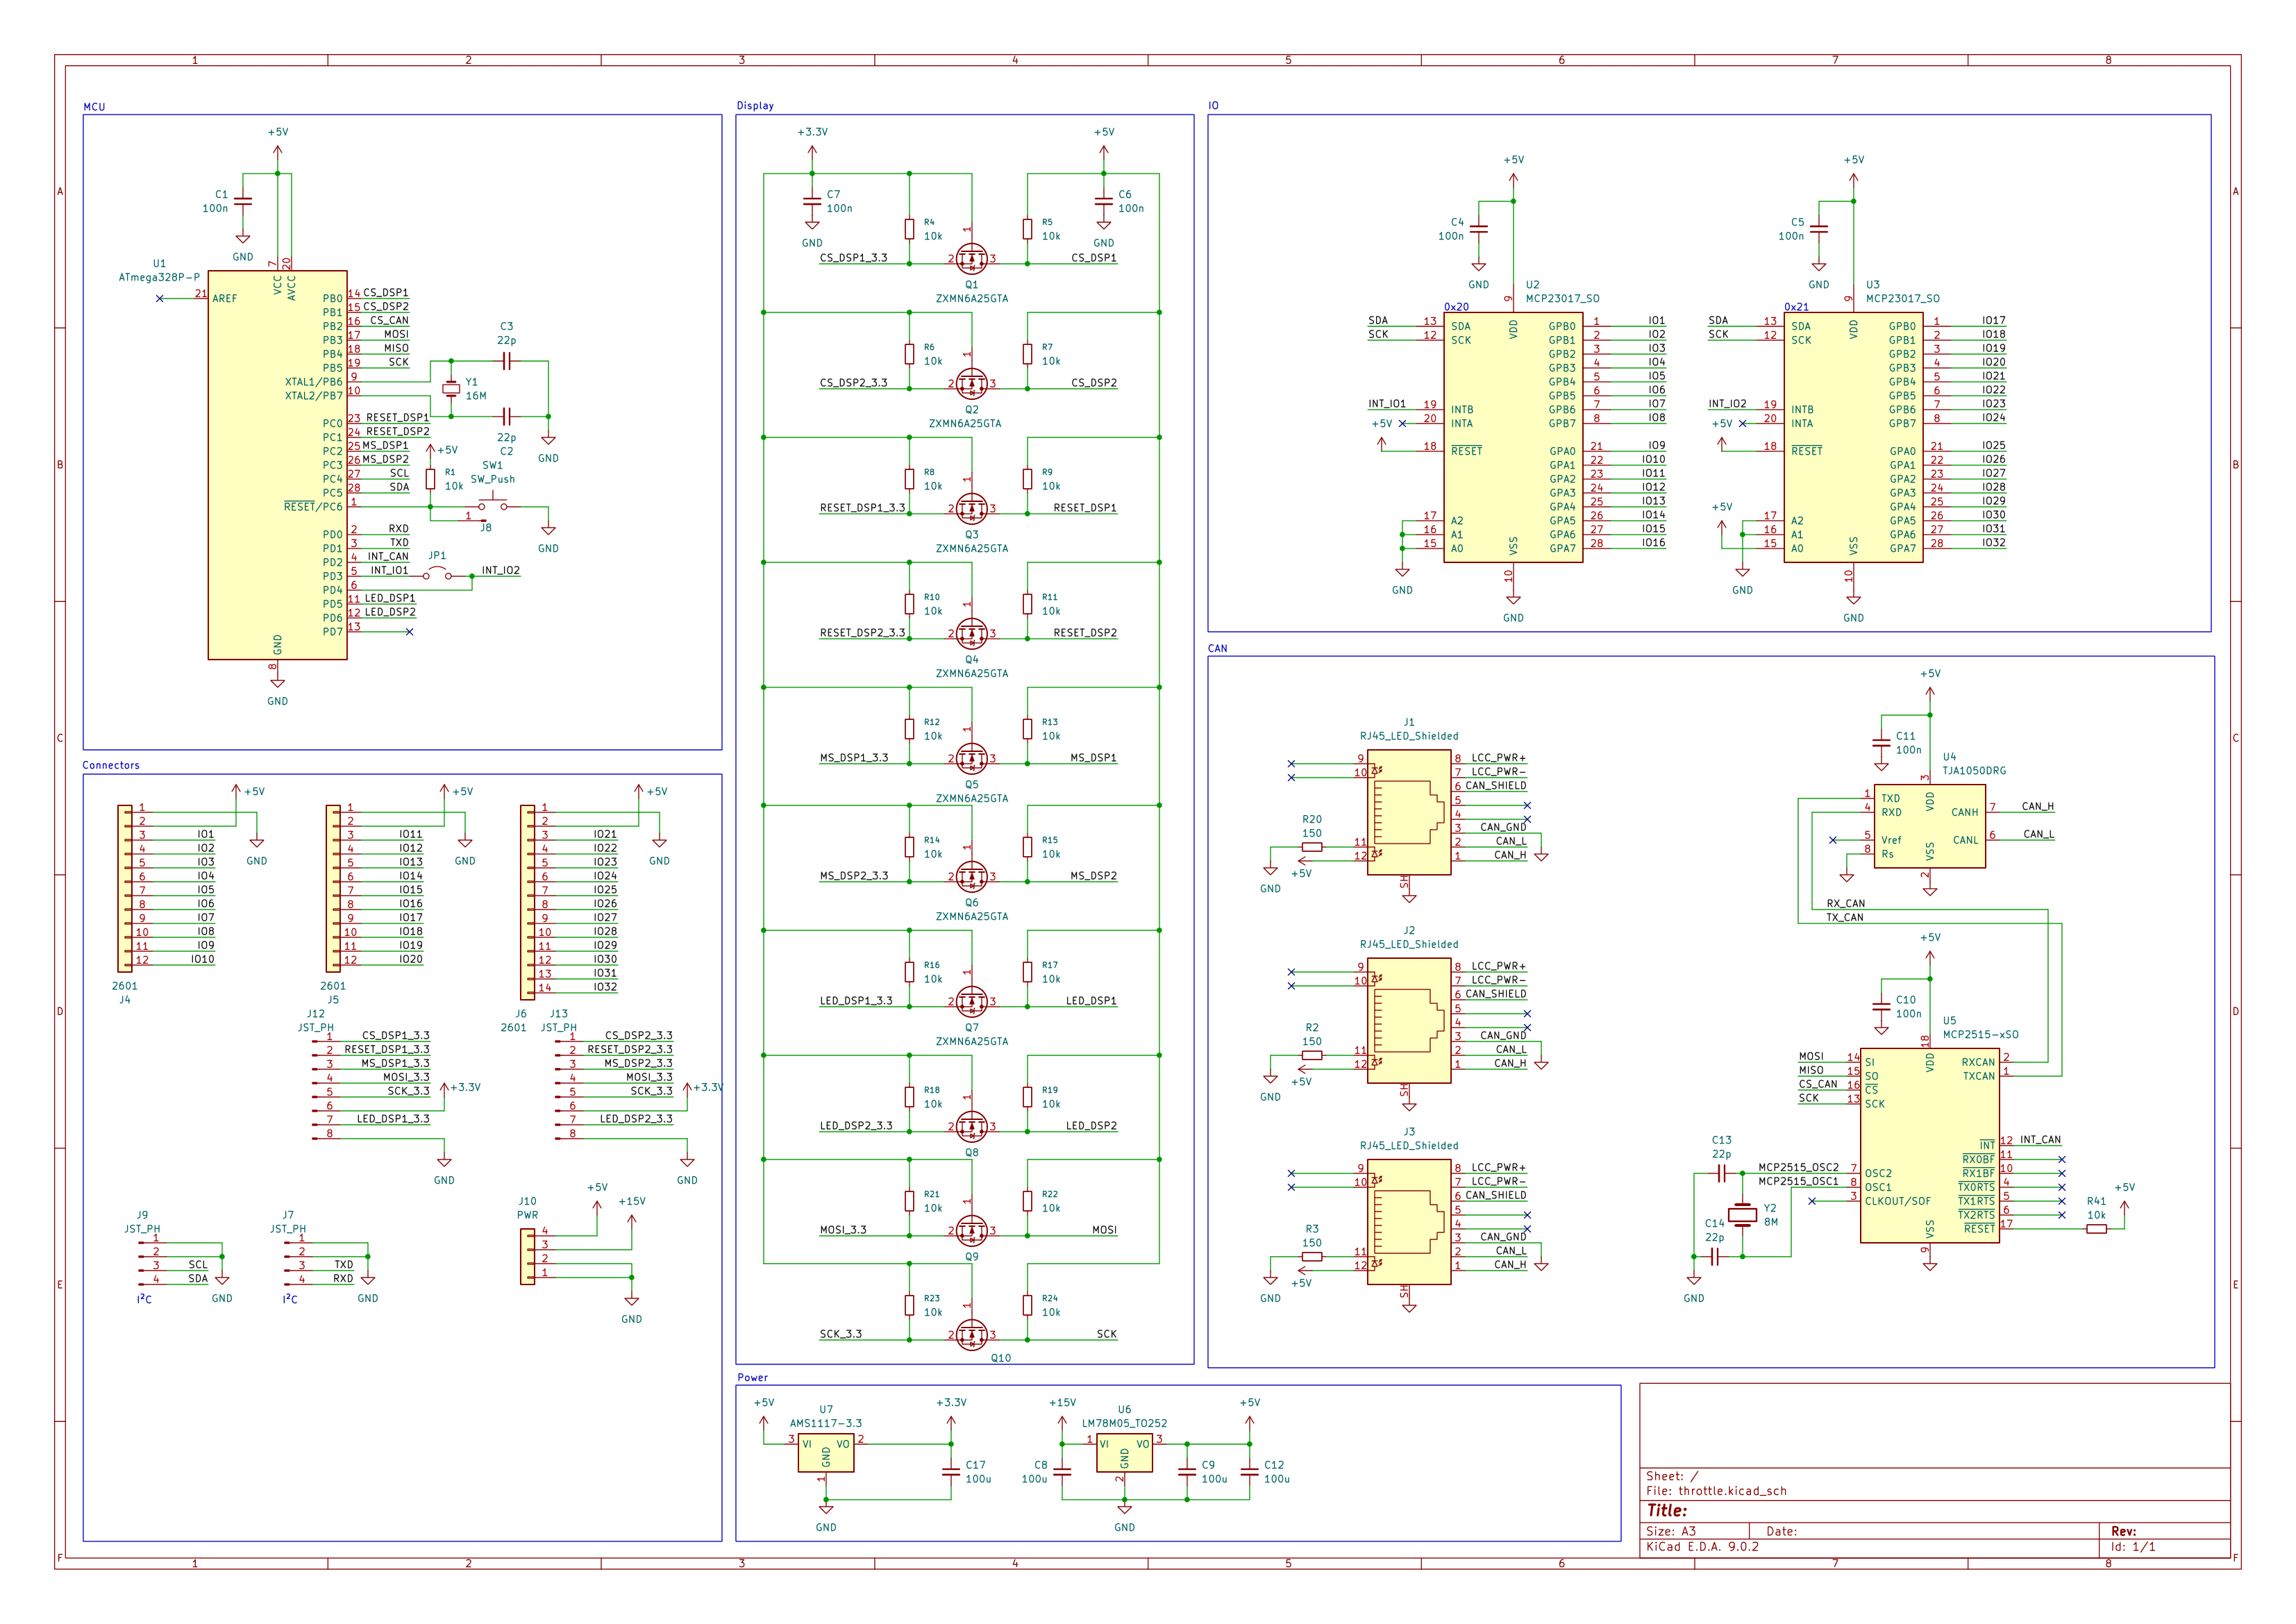 MCU
+5V
C1
100n
GND
U1
ATmega328P-P
21 AREF
7 VCC
20 AVCC
PB0 14 CS_DSP1
PB1 15 CS_DSP2
PB2 16 CS_CAN
PB3 17 MOSI
PB4 18 MISO
PB5 19 SCK
XTAL1/PB6 9
XTAL2/PB7 10
PC0 23 RESET_DSP1
PC1 24 RESET_DSP2
PC2 25 MS_DSP1
PC3 26 MS_DSP2
PC4 27 SCL
PC5 28 SDA
RESET/PC6 1
PD0 2 RXD
PD1 3 TXD
PD2 4 INT_CAN
PD3 5 INT_IO1
PD4 6
PD5 11 LED_DSP1
PD6 12 LED_DSP2
PD7 13
GND 8
GND
C3
22p
Y1
16M
22p
C2
GND
+5V
R1
10k
SW1
SW_Push
1
J8
GND
JP1
INT_IO2
Connectors
+5V
GND
1
2
3 IO1
4 IO2
5 IO3
6 IO4
7 IO5
8 IO6
9 IO7
10 IO8
11 IO9
12 IO10
2601
J4
+5V
GND
1
2
3 IO11
4 IO12
5 IO13
6 IO14
7 IO15
8 IO16
9 IO17
10 IO18
11 IO19
12 IO20
2601
J5
+5V
GND
1
2
3 IO21
4 IO22
5 IO23
6 IO24
7 IO25
8 IO26
9 IO27
10 IO28
11 IO29
12 IO30
13 IO31
14 IO32
J6
2601
J12
JST_PH
1 CS_DSP1_3.3
2 RESET_DSP1_3.3
3 MS_DSP1_3.3
4 MOSI_3.3
5 SCK_3.3
6 +3.3V
7 LED_DSP1_3.3
8
GND
J13
JST_PH
1 CS_DSP2_3.3
2 RESET_DSP2_3.3
3 MS_DSP2_3.3
4 MOSI_3.3
5 SCK_3.3
6 +3.3V
7 LED_DSP2_3.3
8
GND
J9
JST_PH
1
2
3 SCL
4 SDA
I²C
GND
J7
JST_PH
1
2
3 TXD
4 RXD
I²C
GND
J10
PWR
4
3
2
1
+5V
+15V
GND
Display
+3.3V
+5V
C7
100n
GND
C6
100n
GND
R4
10k
R5
10k
CS_DSP1_3.3 2 1 3 CS_DSP1
Q1
ZXMN6A25GTA
R6
10k
R7
10k
CS_DSP2_3.3 2 1 3 CS_DSP2
Q2
ZXMN6A25GTA
R8
10k
R9
10k
RESET_DSP1_3.3 2 1 3 RESET_DSP1
Q3
ZXMN6A25GTA
R10
10k
R11
10k
RESET_DSP2_3.3 2 1 3 RESET_DSP2
Q4
ZXMN6A25GTA
R12
10k
R13
10k
MS_DSP1_3.3 2 1 3 MS_DSP1
Q5
ZXMN6A25GTA
R14
10k
R15
10k
MS_DSP2_3.3 2 1 3 MS_DSP2
Q6
ZXMN6A25GTA
R16
10k
R17
10k
LED_DSP1_3.3 2 1 3 LED_DSP1
Q7
ZXMN6A25GTA
R18
10k
R19
10k
LED_DSP2_3.3 2 1 3 LED_DSP2
Q8
R21
10k
R22
10k
MOSI_3.3 2 1 3 MOSI
Q9
R23
10k
R24
10k
SCK_3.3 2 1 3 SCK
Q10
Power
+5V
U7
AMS1117-3.3
3 VI VO 2
GND
1
GND
+3.3V
C17
100u
+15V
C8
100u
U6
LM78M05_TO252
1 VI VO 3
GND
2
GND
C9
100u
+5V
C12
100u
IO
+5V
C4
100n
GND
0x20
U2
MCP23017_SO
9 VDD
SDA 13 SDA
SCK 12 SCK
INT_IO1 19 INTB
20 INTA
+5V
18 RESET
17 A2
16 A1
15 A0
GND
VSS 10
GND
GPB0 1 IO1
GPB1 2 IO2
GPB2 3 IO3
GPB3 4 IO4
GPB4 5 IO5
GPB5 6 IO6
GPB6 7 IO7
GPB7 8 IO8
GPA0 21 IO9
GPA1 22 IO10
GPA2 23 IO11
GPA3 24 IO12
GPA4 25 IO13
GPA5 26 IO14
GPA6 27 IO15
GPA7 28 IO16
+5V
C5
100n
GND
0x21
U3
MCP23017_SO
9 VDD
SDA 13 SDA
SCK 12 SCK
INT_IO2 19 INTB
20 INTA
+5V
18 RESET
+5V
17 A2
16 A1
15 A0
GND
VSS 10
GND
GPB0 1 IO17
GPB1 2 IO18
GPB2 3 IO19
GPB3 4 IO20
GPB4 5 IO21
GPB5 6 IO22
GPB6 7 IO23
GPB7 8 IO24
GPA0 21 IO25
GPA1 22 IO26
GPA2 23 IO27
GPA3 24 IO28
GPA4 25 IO29
GPA5 26 IO30
GPA6 27 IO31
GPA7 28 IO32
CAN
J1
RJ45_LED_Shielded
9
10
11
12
R20
150
GND
+5V
SH
8 LCC_PWR+
7 LCC_PWR-
6 CAN_SHIELD
5
4
3 CAN_GND
2 CAN_L
1 CAN_H
J2
RJ45_LED_Shielded
9
10
11
12
R2
150
GND
+5V
SH
8 LCC_PWR+
7 LCC_PWR-
6 CAN_SHIELD
5
4
3 CAN_GND
2 CAN_L
1 CAN_H
J3
RJ45_LED_Shielded
9
10
11
12
R3
150
GND
+5V
SH
8 LCC_PWR+
7 LCC_PWR-
6 CAN_SHIELD
5
4
3 CAN_GND
2 CAN_L
1 CAN_H
+5V
C11
100n
U4
TJA1050DRG
3 VDD
1 TXD
4 RXD
5 Vref
8 Rs
VSS 2
CANH 7 CAN_H
CANL 6 CAN_L
RX_CAN
TX_CAN
+5V
C10
100n
U5
MCP2515-xSO
18 VDD
MOSI 14 SI
MISO 15 SO
CS_CAN 16 CS
SCK 13 SCK
RXCAN 2
TXCAN 1
INT 12 INT_CAN
RX0BF 11
RX1BF 10
TX0RTS 4
TX1RTS 5
TX2RTS 6
RESET 17
R41
10k
+5V
MCP2515_OSC2 7 OSC2
MCP2515_OSC1 8 OSC1
3 CLKOUT/SOF
VSS 9
C13
22p
C14
22p
Y2
8M
GND
Sheet: /
File: throttle.kicad_sch
Title:
Size: A3 Date: Rev:
KiCad E.D.A. 9.0.2 Id: 1/1
1 2 3 4 5 6 7 8
A B C D E F
1 2 3 4 5 6 7 8
A B C D E F